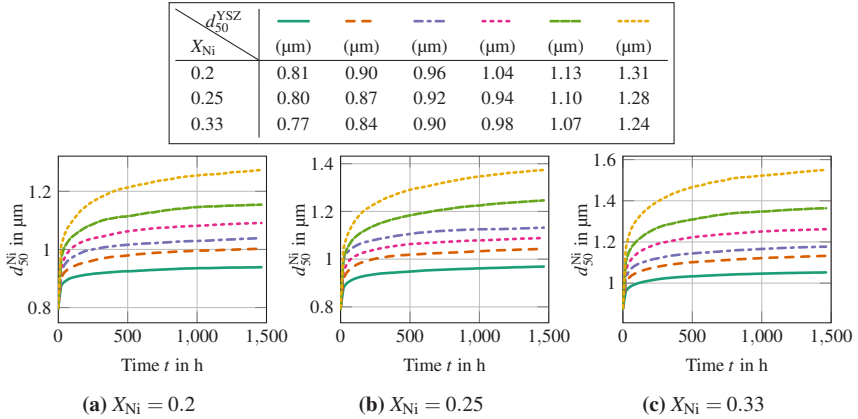 d₅₀^YSZ
X_Ni (µm) (µm) (µm) (µm) (µm) (µm)
0.2 0.81 0.90 0.96 1.04 1.13 1.31
0.25 0.80 0.87 0.92 0.94 1.10 1.28
0.33 0.77 0.84 0.90 0.98 1.07 1.24
d₅₀^Ni in µm
1.2
1
0.8
0 500 1,000 1,500
Time t in h
(a) X_Ni = 0.2
d₅₀^Ni in µm
1.4
1.2
1
0.8
0 500 1,000 1,500
Time t in h
(b) X_Ni = 0.25
d₅₀^Ni in µm
1.6
1.4
1.2
1
0 500 1,000 1,500
Time t in h
(c) X_Ni = 0.33